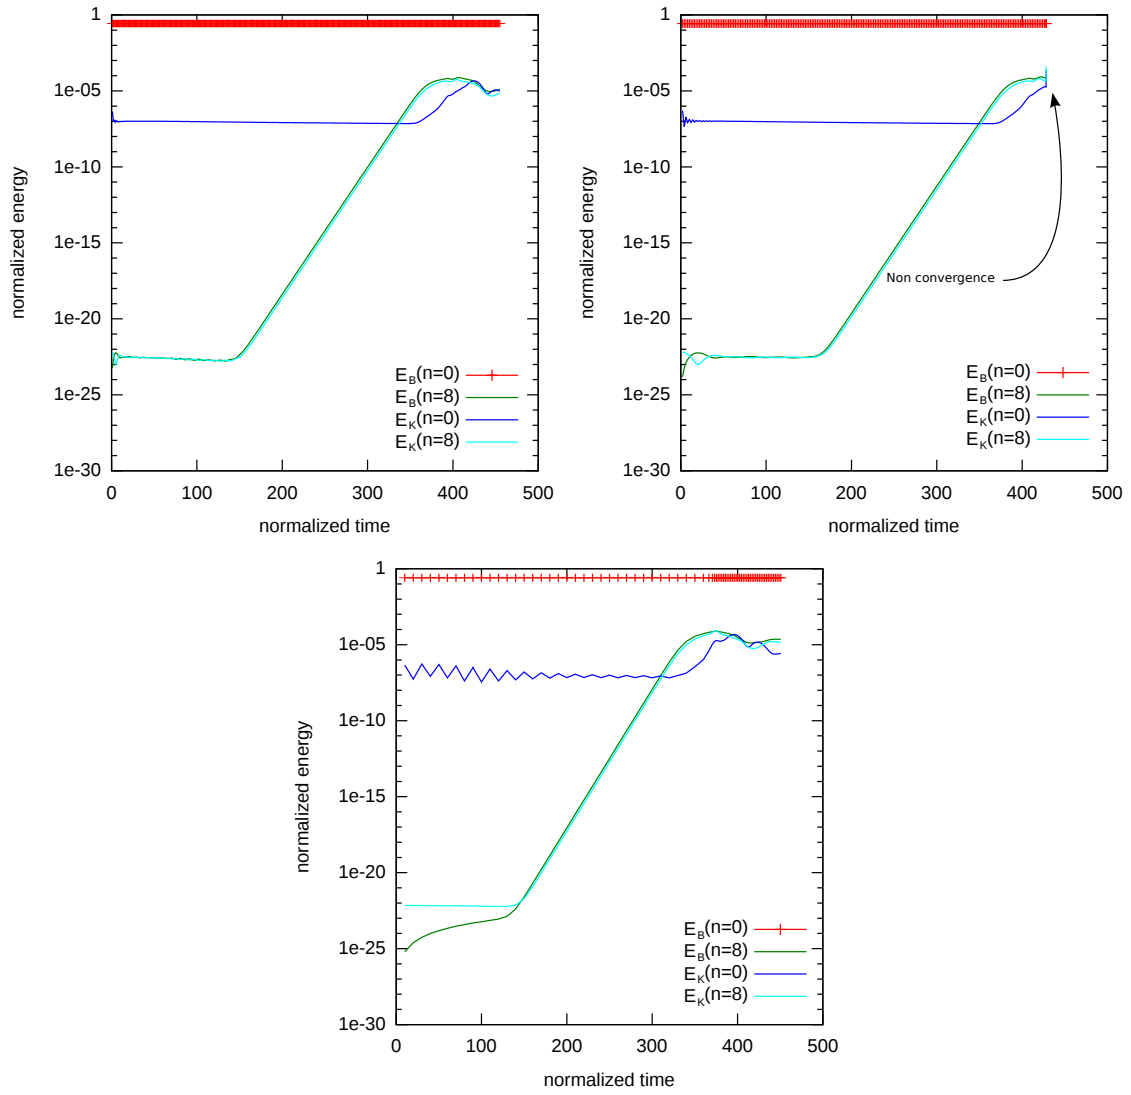 1
1e-05
1e-10
1e-15
1e-20
1e-25
1e-30
0
100
200
300
400
500
normalized energy
normalized time
E_B(n=0)
E_B(n=8)
E_K(n=0)
E_K(n=8)
1
1e-05
1e-10
1e-15
1e-20
1e-25
1e-30
0
100
200
300
400
500
normalized energy
normalized time
Non convergence
E_B(n=0)
E_B(n=8)
E_K(n=0)
E_K(n=8)
1
1e-05
1e-10
1e-15
1e-20
1e-25
1e-30
0
100
200
300
400
500
normalized energy
normalized time
E_B(n=0)
E_B(n=8)
E_K(n=0)
E_K(n=8)